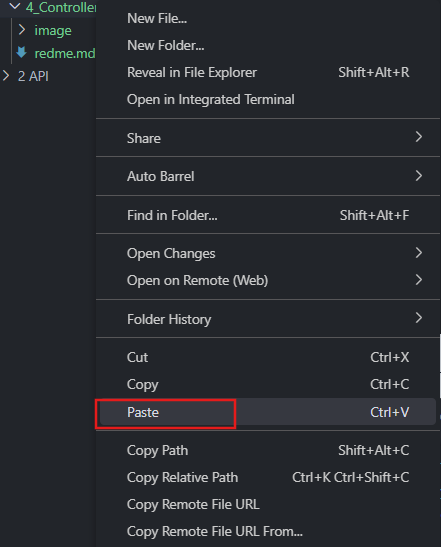 4_Controller
image
redme.md
2 API
New File...
New Folder...
Reveal in File Explorer Shift+Alt+R
Open in Integrated Terminal
Share
Auto Barrel
Find in Folder... Shift+Alt+F
Open Changes
Open on Remote (Web)
Folder History
Cut Ctrl+X
Copy Ctrl+C
Paste Ctrl+V
Copy Path Shift+Alt+C
Copy Relative Path Ctrl+K Ctrl+Shift+C
Copy Remote File URL
Copy Remote File URL From...